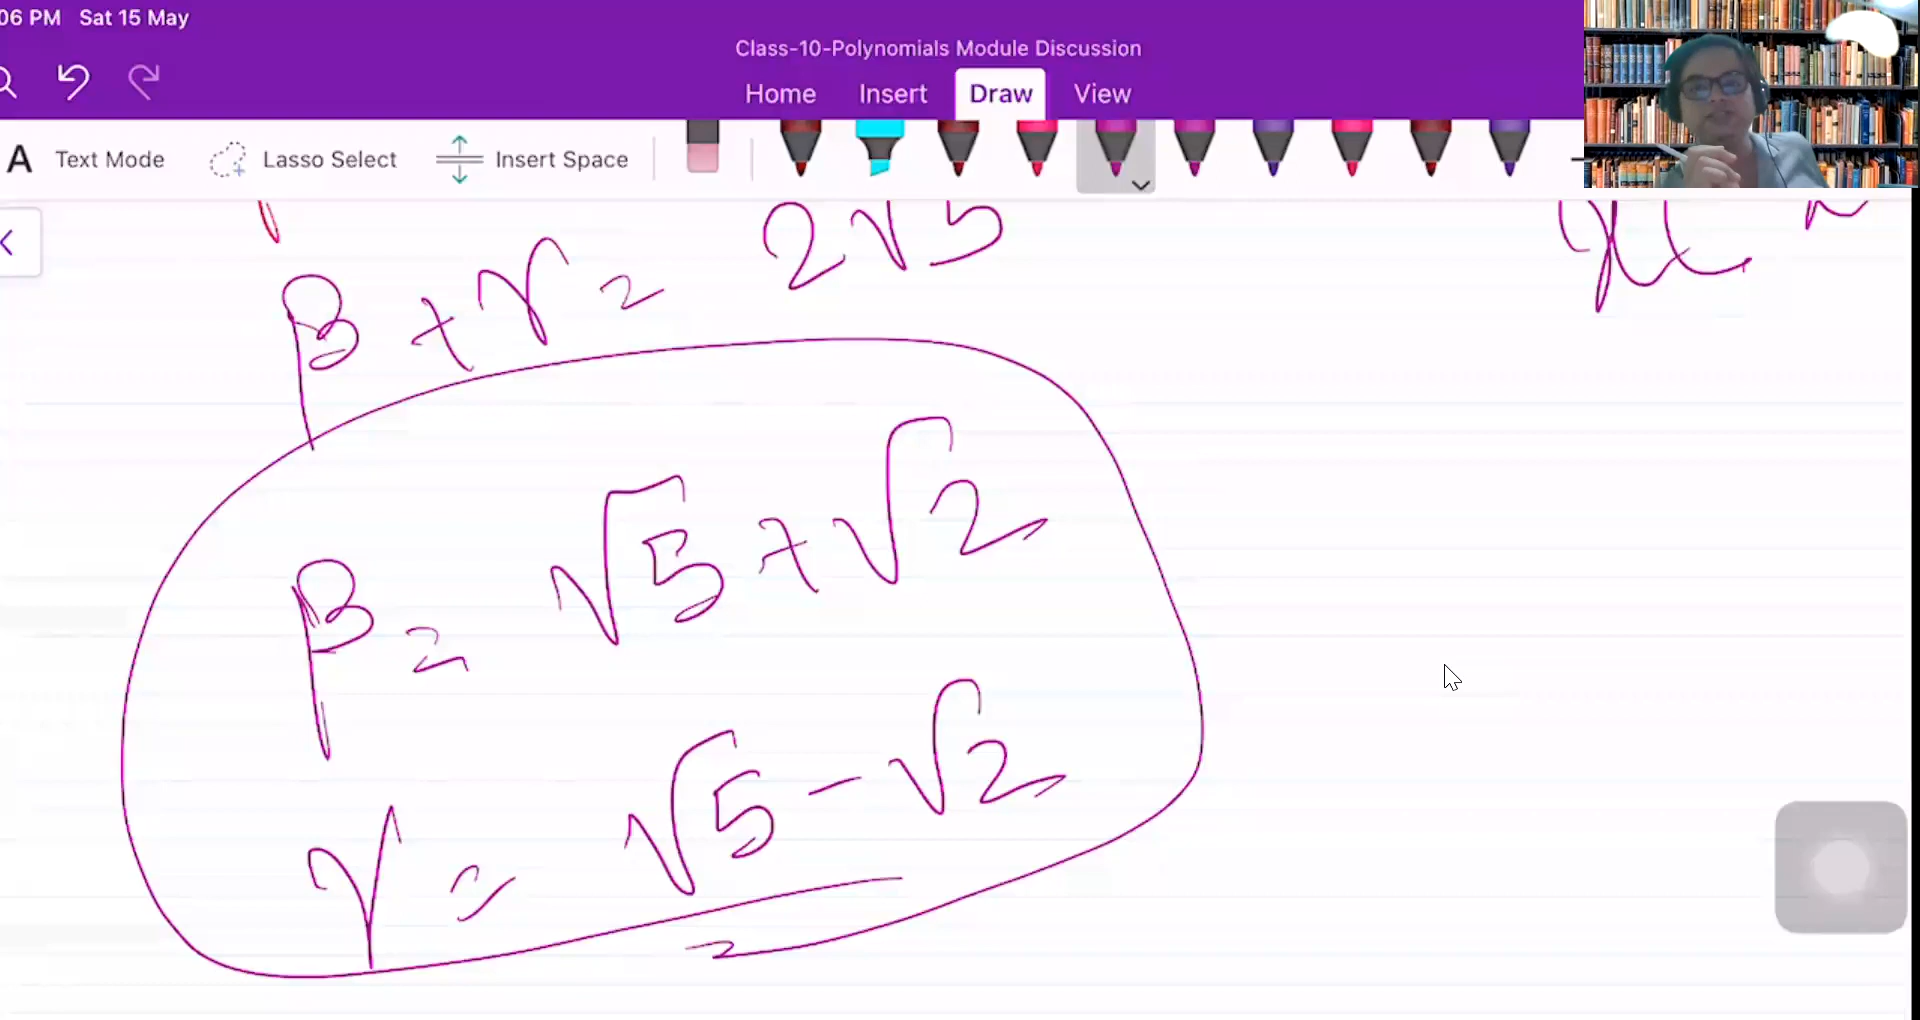 06 PM Sat 15 May
Class-10-Polynomials Module Discussion
Home Insert Draw View
A Text Mode Lasso Select Insert Space
β + γ = 2√5
β = √5 + √2
γ = √5 - √2